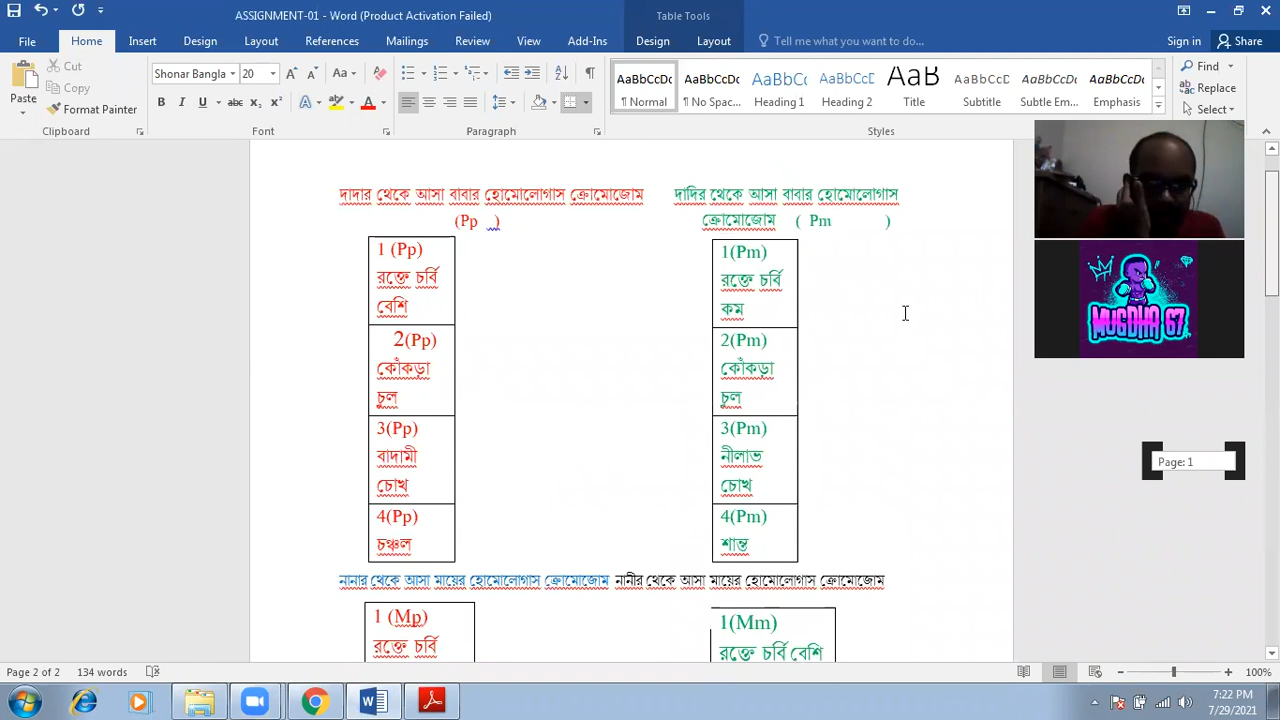 ASSIGNMENT-01 - Word (Product Activation Failed)
Table Tools
File Home Insert Design Layout References Mailings Review View Add-Ins Design Layout Tell me what you want to do... Sign in Share
Paste
Cut
Copy
Format Painter
Clipboard
Shonar Bangla 20
Font
Paragraph
AaBbCcDc AaBbCcDc AaBbCc AaBbCcC AaB AaBbCcD AaBbCcDc AaBbCcDc
¶ Normal ¶ No Spac... Heading 1 Heading 2 Title Subtitle Subtle Em... Emphasis
Styles
Find
Replace
Select
দাদার থেকে আসা বাবার হোমোলোগাস ক্রোমোজোম
(Pp )
দাদির থেকে আসা বাবার হোমোলোগাস
ক্রোমোজোম ( Pm )
1 (Pp)
রক্তে চর্বি
বেশি
2(Pp)
কোঁকড়া
চুল
3(Pp)
বাদামী
চোখ
4(Pp)
চঞ্চল
1(Pm)
রক্তে চর্বি
কম
2(Pm)
কোঁকড়া
চুল
3(Pm)
নীলাভ
চোখ
4(Pm)
শান্ত
নানার থেকে আসা মায়ের হোমোলোগাস ক্রোমোজোম নানীর থেকে আসা মায়ের হোমোলোগাস ক্রোমোজোম
1 (Mp)
রক্তে চর্বি
1(Mm)
রক্তে চর্বি বেশি
MUGDHA 67
Page: 1
Page 2 of 2 134 words
100%
7:22 PM
7/29/2021